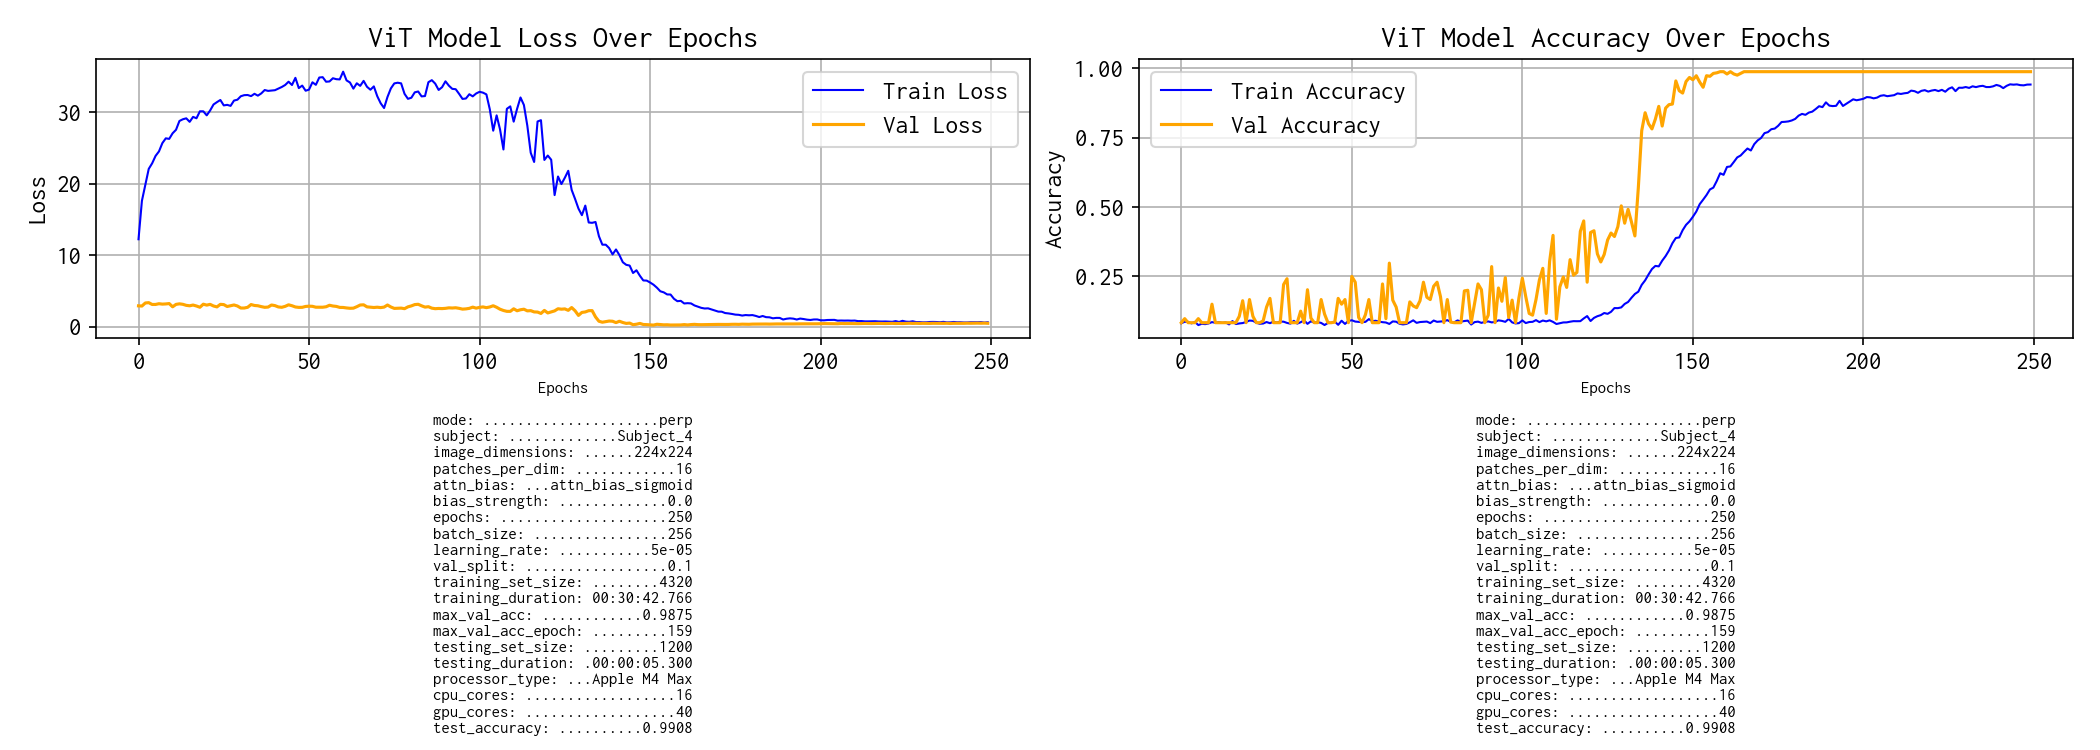 ViT Model Loss Over Epochs
Train Loss
Val Loss
Loss
30
20
10
0
0 50 100 150 200 250
Epochs
mode: .....................perp
subject: .............Subject_4
image_dimensions: ......224x224
patches_per_dim: ............16
attn_bias: ...attn_bias_sigmoid
bias_strength: .............0.0
epochs: ....................250
batch_size: ................256
learning_rate: ...........5e-05
val_split: .................0.1
training_set_size: ........4320
training_duration: 00:30:42.766
max_val_acc: ............0.9875
max_val_acc_epoch: .........159
testing_set_size: .........1200
testing_duration: .00:00:05.300
processor_type: ...Apple M4 Max
cpu_cores: ..................16
gpu_cores: ..................40
test_accuracy: ..........0.9908
ViT Model Accuracy Over Epochs
Train Accuracy
Val Accuracy
Accuracy
1.00
0.75
0.50
0.25
0 50 100 150 200 250
Epochs
mode: .....................perp
subject: .............Subject_4
image_dimensions: ......224x224
patches_per_dim: ............16
attn_bias: ...attn_bias_sigmoid
bias_strength: .............0.0
epochs: ....................250
batch_size: ................256
learning_rate: ...........5e-05
val_split: .................0.1
training_set_size: ........4320
training_duration: 00:30:42.766
max_val_acc: ............0.9875
max_val_acc_epoch: .........159
testing_set_size: .........1200
testing_duration: .00:00:05.300
processor_type: ...Apple M4 Max
cpu_cores: ..................16
gpu_cores: ..................40
test_accuracy: ..........0.9908